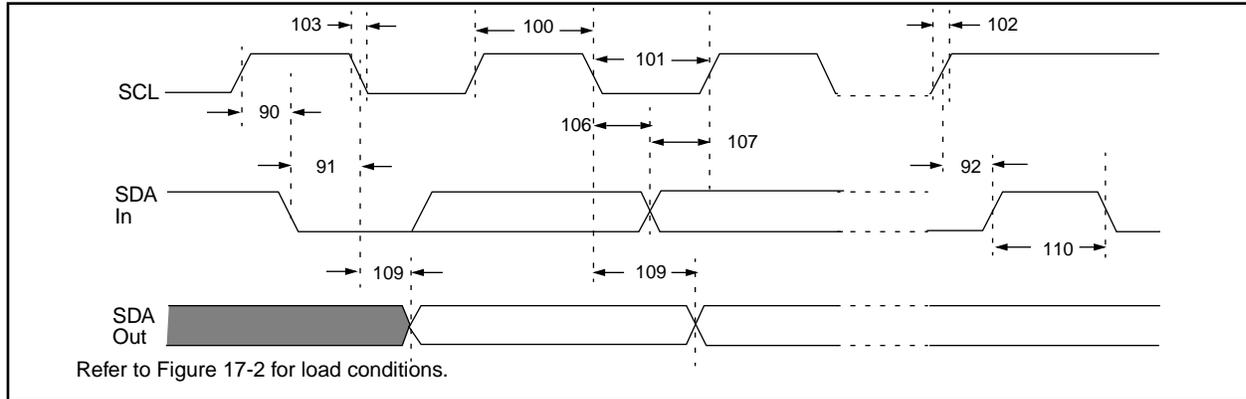 103
100
102
101
SCL
90
106
107
91
92
SDA
In
110
109
109
SDA
Out
Refer to Figure 17-2 for load conditions.